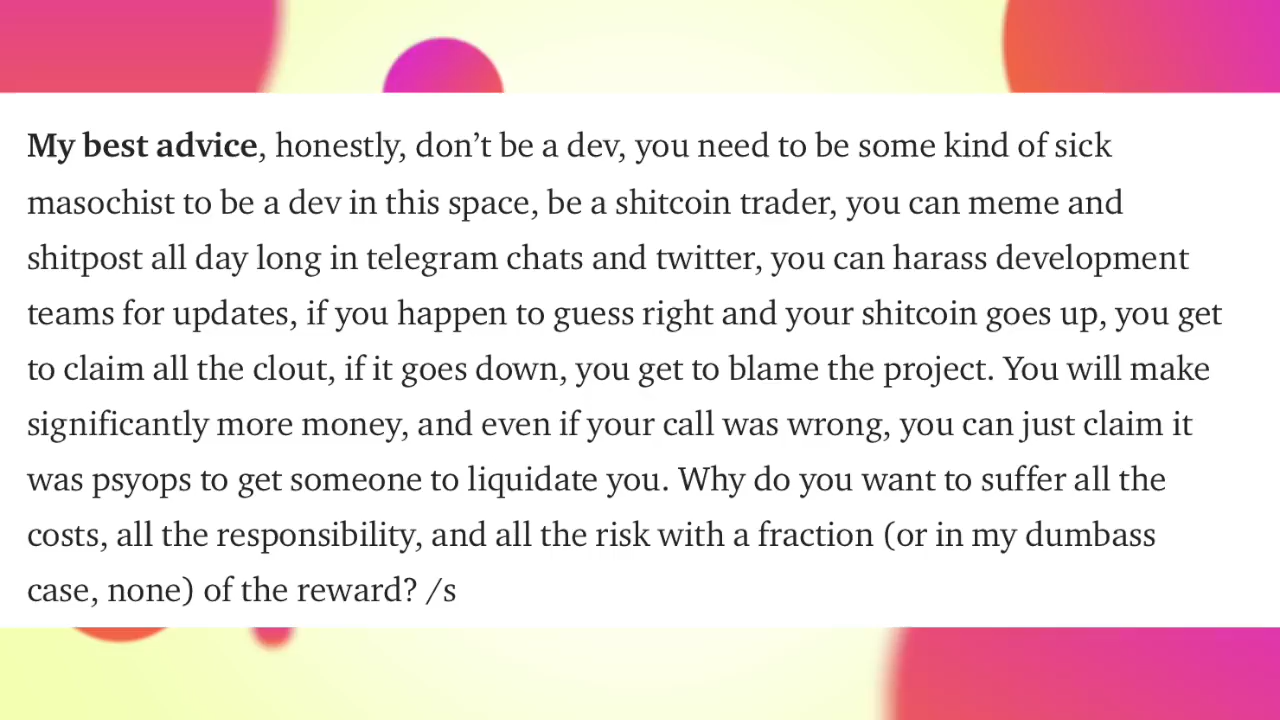 My best advice, honestly, don’t be a dev, you need to be some kind of sick
masochist to be a dev in this space, be a shitcoin trader, you can meme and
shitpost all day long in telegram chats and twitter, you can harass development
teams for updates, if you happen to guess right and your shitcoin goes up, you get
to claim all the clout, if it goes down, you get to blame the project. You will make
significantly more money, and even if your call was wrong, you can just claim it
was psyops to get someone to liquidate you. Why do you want to suffer all the
costs, all the responsibility, and all the risk with a fraction (or in my dumbass
case, none) of the reward? /s